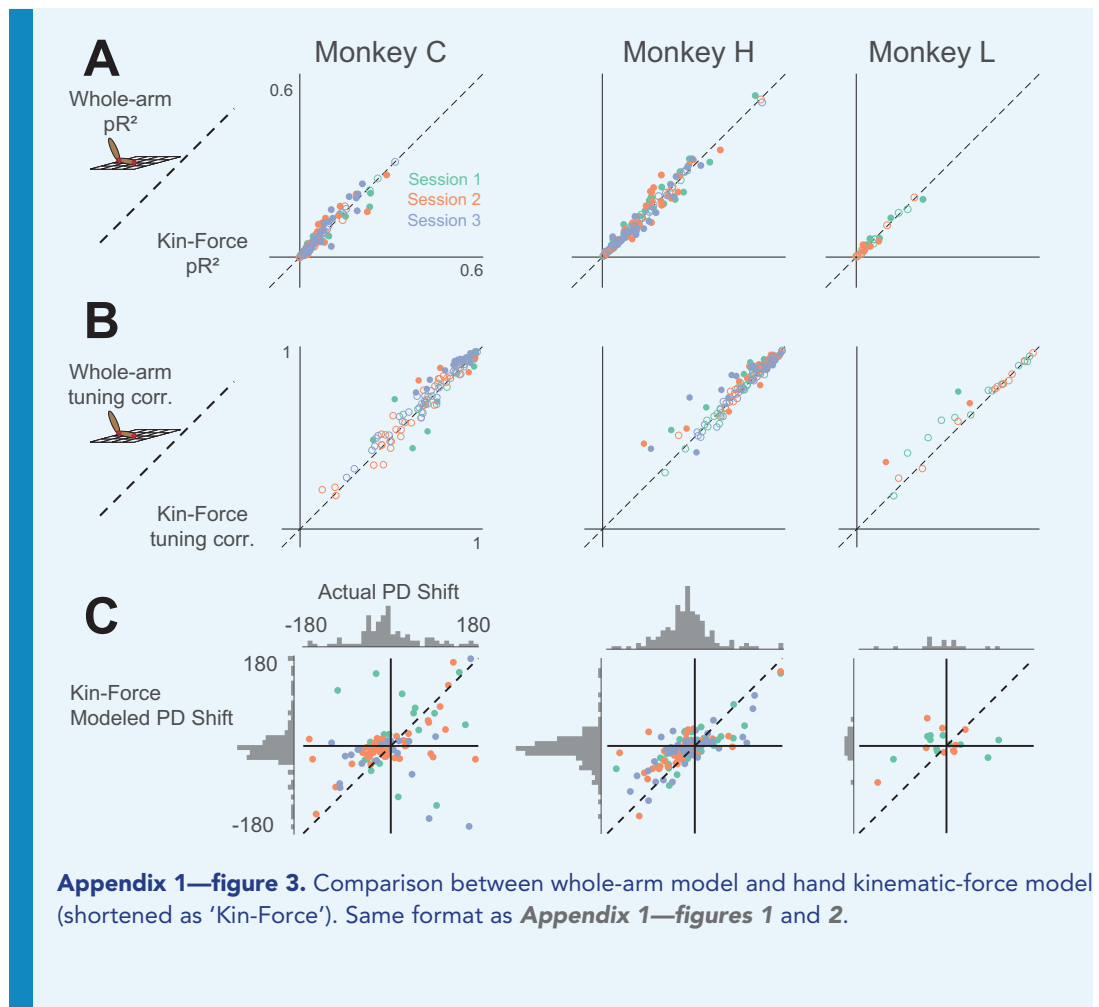 A
Monkey C
Monkey H
Monkey L
Whole-arm
pR²
0.6
Session 1
Session 2
Session 3
Kin-Force
pR²
0.6
B
Whole-arm
tuning corr.
1
Kin-Force
tuning corr.
1
C
Actual PD Shift
-180
180
180
Kin-Force
Modeled PD Shift
-180
Appendix 1—figure 3. Comparison between whole-arm model and hand kinematic-force model
(shortened as ‘Kin-Force’). Same format as Appendix 1—figures 1 and 2.